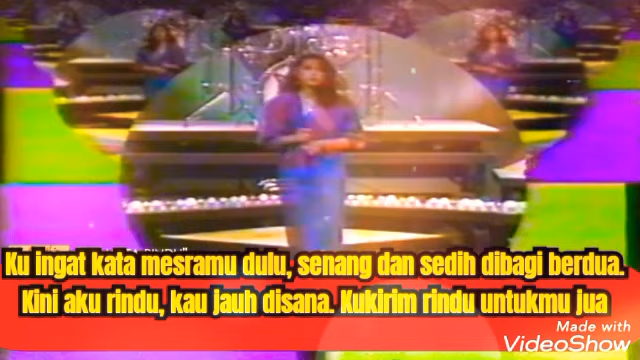 Ku ingat kata mesramu dulu, senang dan sedih dibagi berdua.
Kini aku rindu, kau jauh disana. Kukirim rindu untukmu jua
Made with
VideoShow